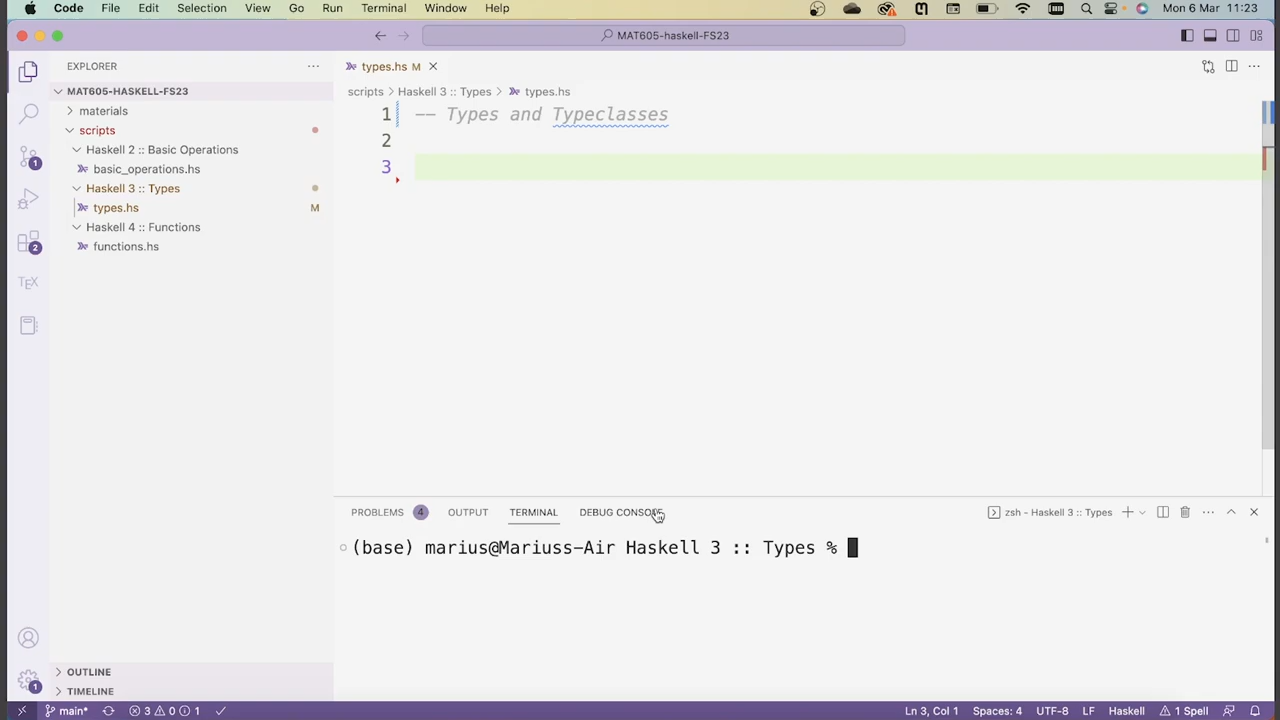 Code File Edit Selection View Go Run Terminal Window Help Mon 6 Mar 11:23
MAT605-haskell-FS23
EXPLORER
types.hs M
MAT605-HASKELL-FS23
scripts > Haskell 3 :: Types > types.hs
materials
scripts
Haskell 2 :: Basic Operations
basic_operations.hs
Haskell 3 :: Types
types.hs M
Haskell 4 :: Functions
functions.hs
1 -- Types and Typeclasses
2
3
1
2
TEX
PROBLEMS 4 OUTPUT TERMINAL DEBUG CONSOLE
zsh - Haskell 3 :: Types
(base) marius@Mariuss-Air Haskell 3 :: Types %
OUTLINE
TIMELINE
1
main* 3 0 1
Ln 3, Col 1 Spaces: 4 UTF-8 LF Haskell 1 Spell